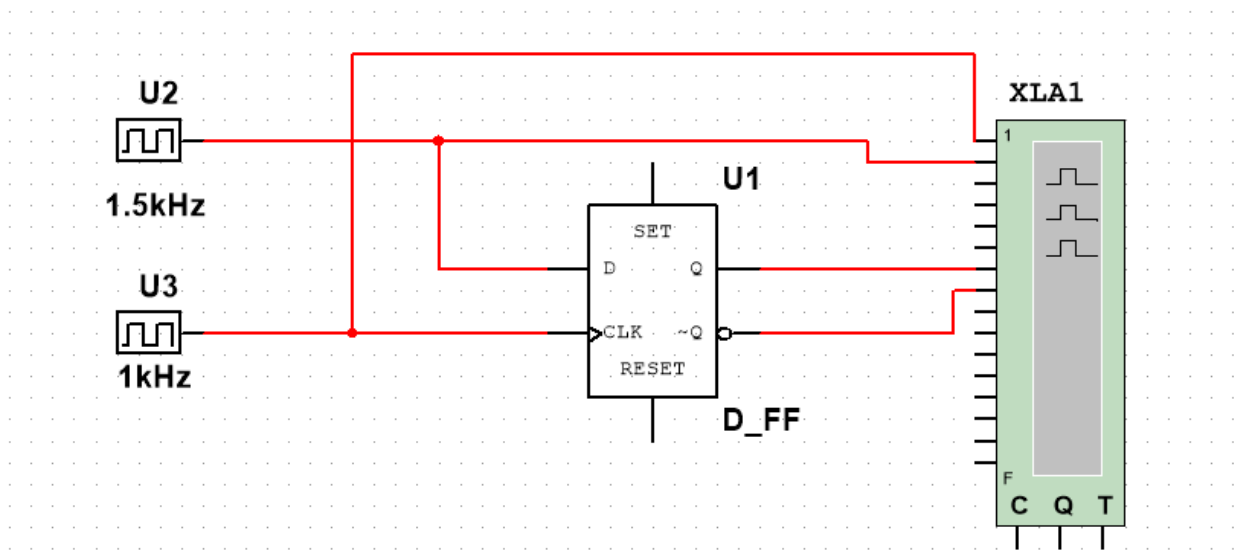 U2
1.5kHz
U3
1kHz
U1
SET
D Q
CLK ~Q
RESET
D_FF
XLA1
1
F
C Q T